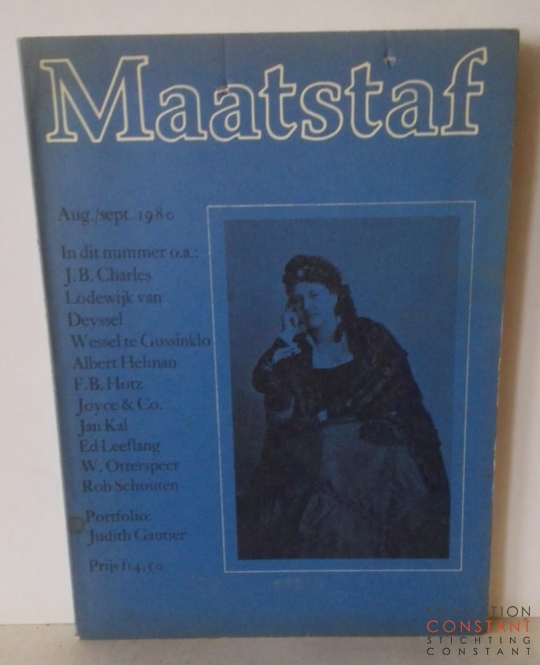 Maatstaf
Aug./sept. 1980
In dit nummer o.a.:
J.B. Charles
Lodewijk van
Deyssel
Wessel te Gussinklo
Albert Helman
F.B. Hotz
Joyce & Co.
Jan Kal
Ed Leeflang
W. Otterspeer
Rob Schouten
Portfolio:
Judith Gautier
Prijs f14,50
CONSTANT
STICHTING
CONSTANT